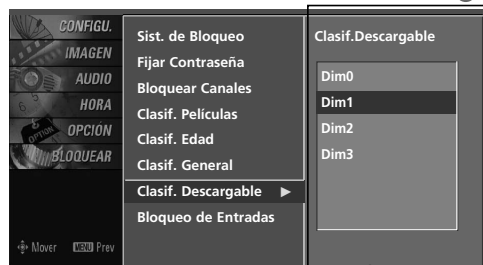 CONFIGU.
IMAGEN
AUDIO
HORA
OPCIÓN
BLOQUEAR
Mover MENU Prev
Sist. de Bloqueo
Fijar Contraseña
Bloquear Canales
Clasif. Películas
Clasif. Edad
Clasif. General
Clasif. Descargable ►
Bloqueo de Entradas
Clasif.Descargable
Dim0
Dim1
Dim2
Dim3